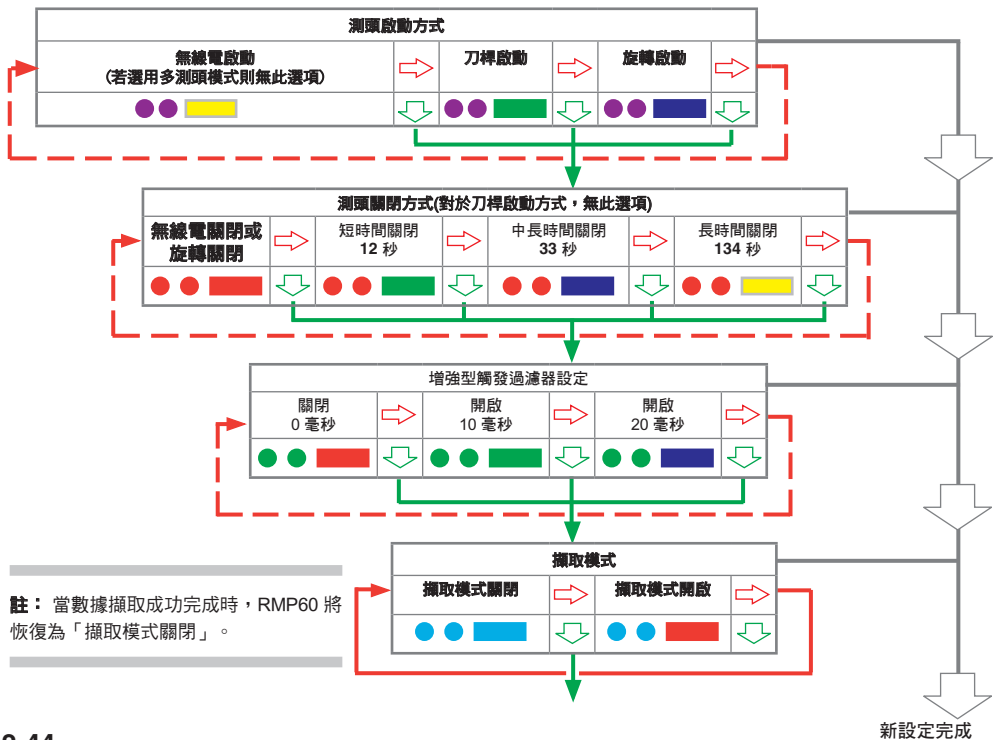 測頭啟動方式
無線電啟動
(若選用多測頭模式則無此選項)
刀桿啟動
旋轉啟動
測頭關閉方式(對於刀桿啟動方式，無此選項)
無線電關閉或
旋轉關閉
短時間關閉
12 秒
中長時間關閉
33 秒
長時間關閉
134 秒
增強型觸發過濾器設定
關閉
0 毫秒
開啟
10 毫秒
開啟
20 毫秒
擷取模式
擷取模式關閉
擷取模式開啟
註： 當數據擷取成功完成時，RMP60 將
恢復為「擷取模式關閉」。
新設定完成